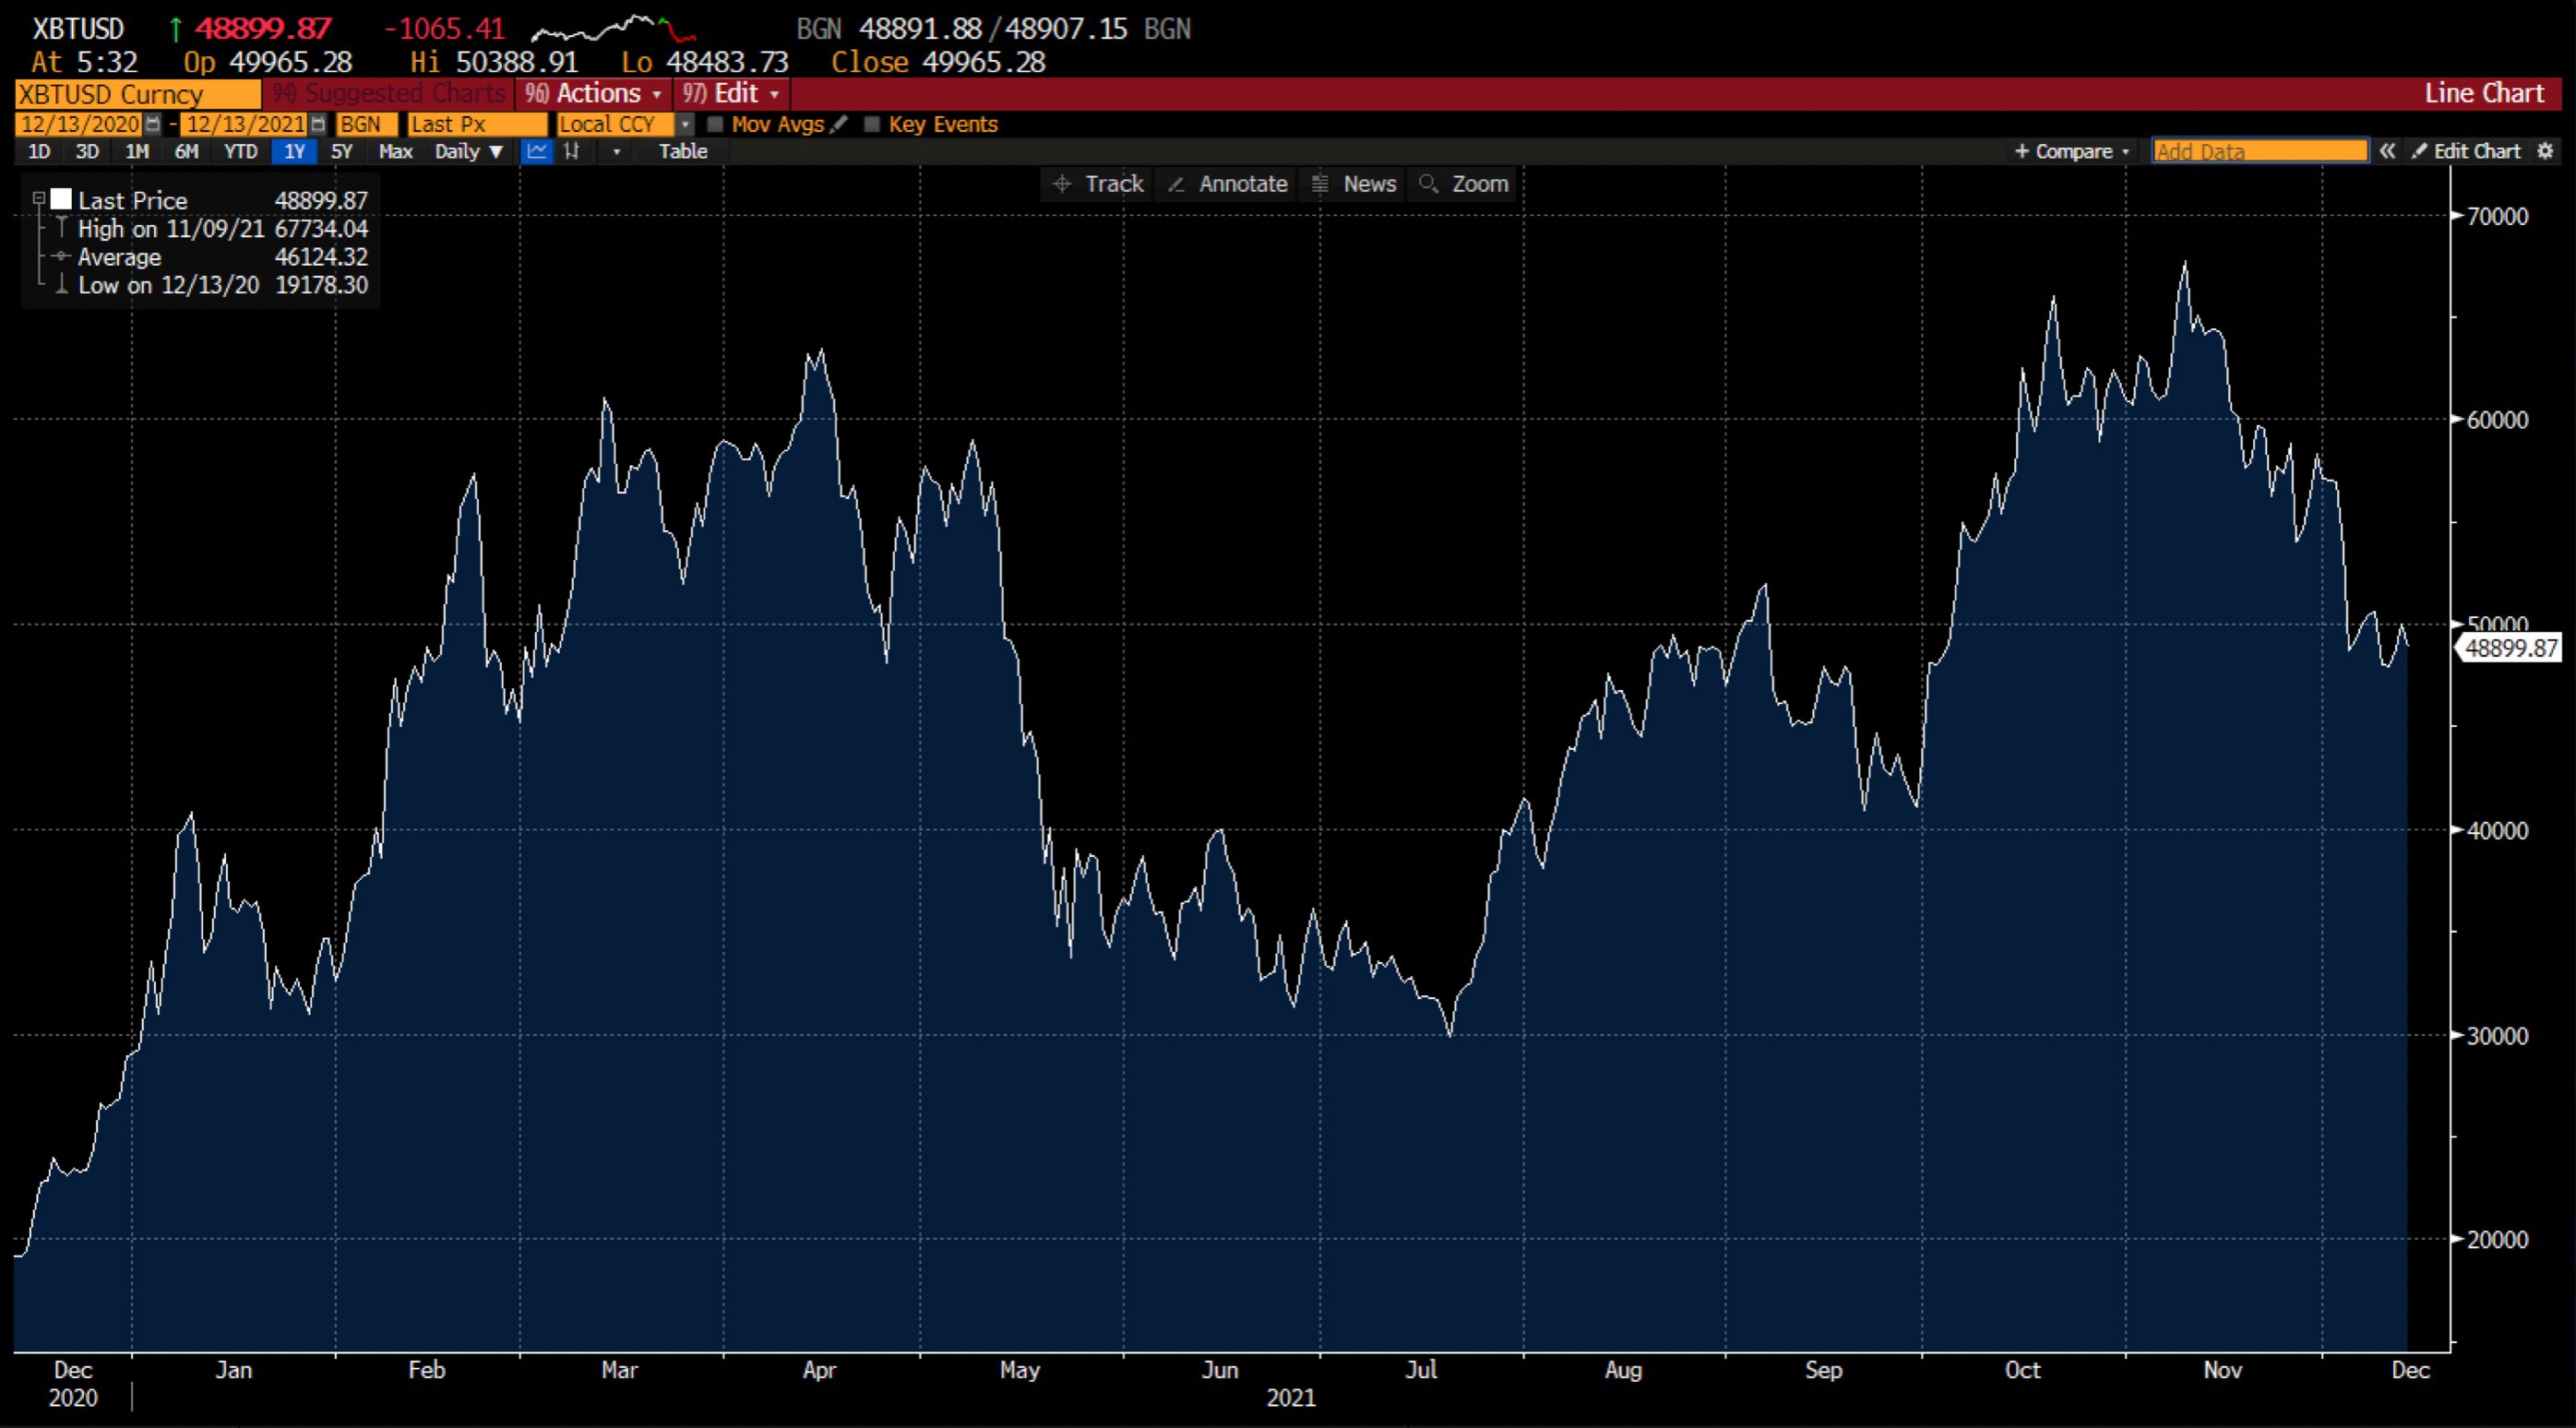 XBTUSD ↑ 48899.87 -1065.41 BGN 48891.88/48907.15 BGN
At 5:32 Op 49965.28 Hi 50388.91 Lo 48483.73 Close 49965.28
XBTUSD Curncy 94) Suggested Charts 96) Actions 97) Edit Line Chart
12/13/2020 - 12/13/2021 BGN Last Px Local CCY Mov Avgs Key Events
1D 3D 1M 6M YTD 1Y 5Y Max Daily ▼ Table + Compare Add Data « Edit Chart
Track Annotate News Zoom
Last Price 48899.87
High on 11/09/21 67734.04
Average 46124.32
Low on 12/13/20 19178.30
70000
60000
50000
48899.87
40000
30000
20000
Dec Jan Feb Mar Apr May Jun Jul Aug Sep Oct Nov Dec
2020 2021